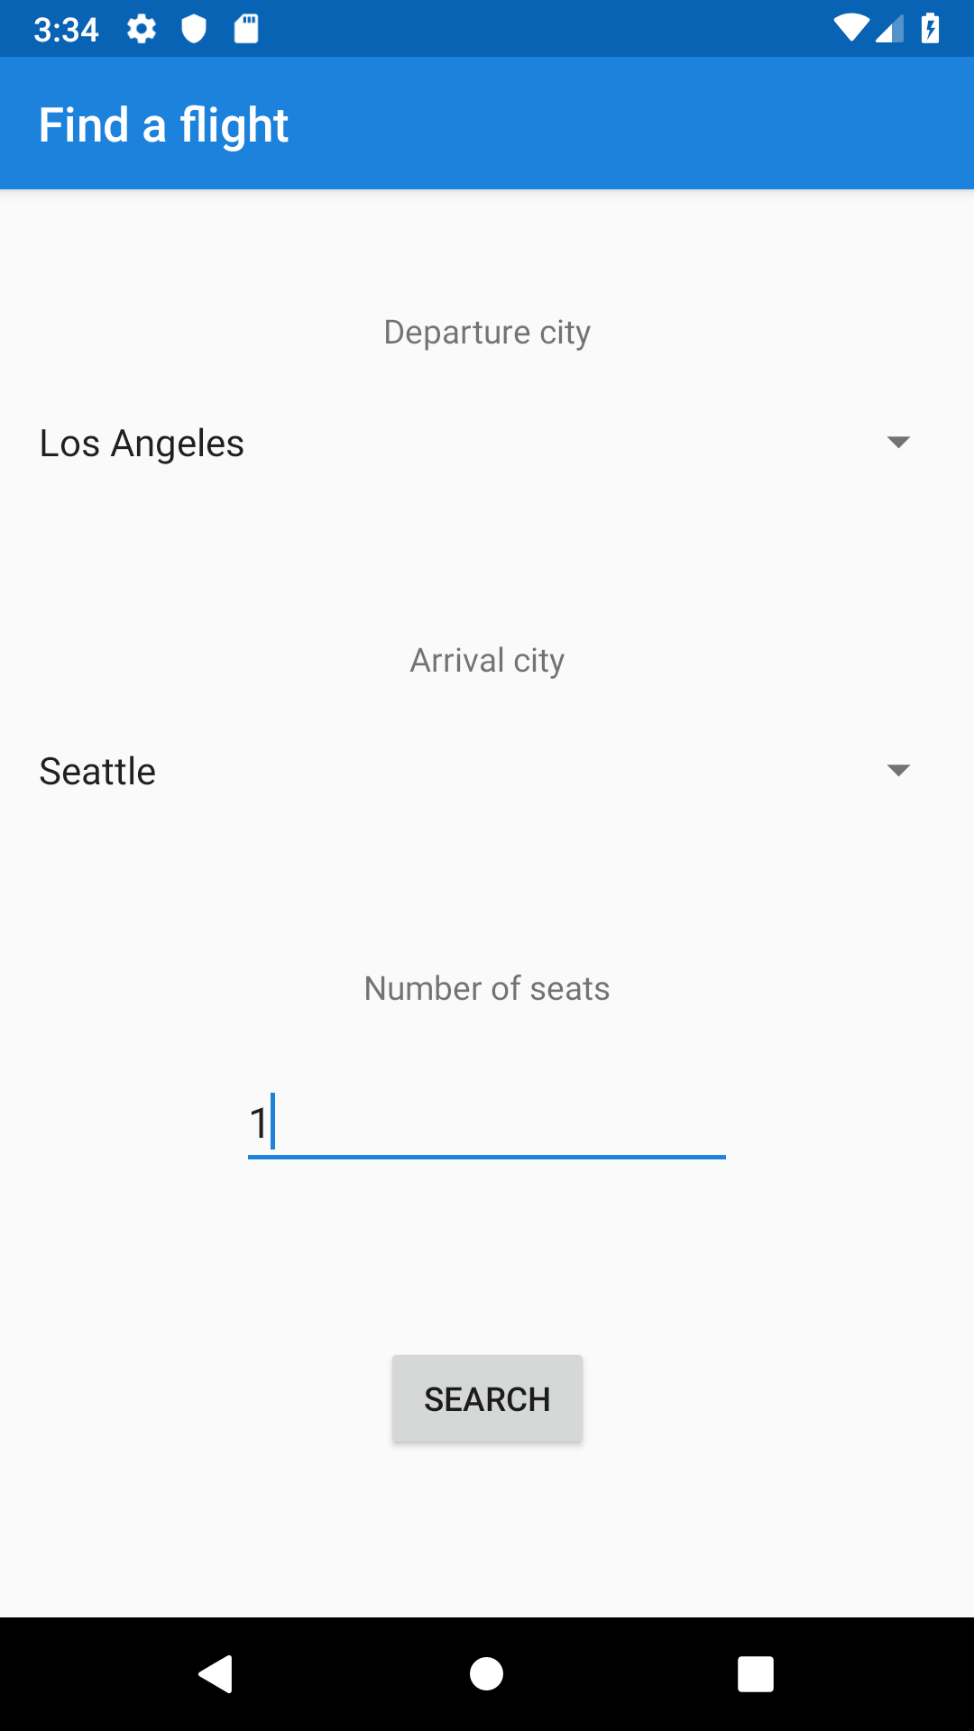 3:34
Find a flight
Departure city
Los Angeles
Arrival city
Seattle
Number of seats
1
SEARCH